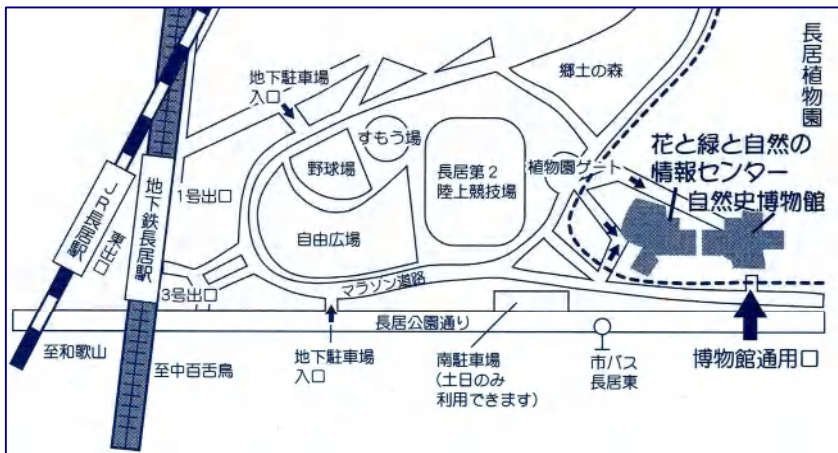 長居植物園
郷土の森
地下駐車場
入口
すもう場
野球場
長居第2
陸上競技場
植物園ゲート
花と緑と自然の
情報センター
自然史博物館
1号出口
自由広場
JR長居駅
東出口
地下鉄長居駅
3号出口
マラソン道路
長居公園通り
至和歌山
至中百舌鳥
地下駐車場
入口
南駐車場
(土日のみ
利用できます)
市バス
長居東
博物館通用口